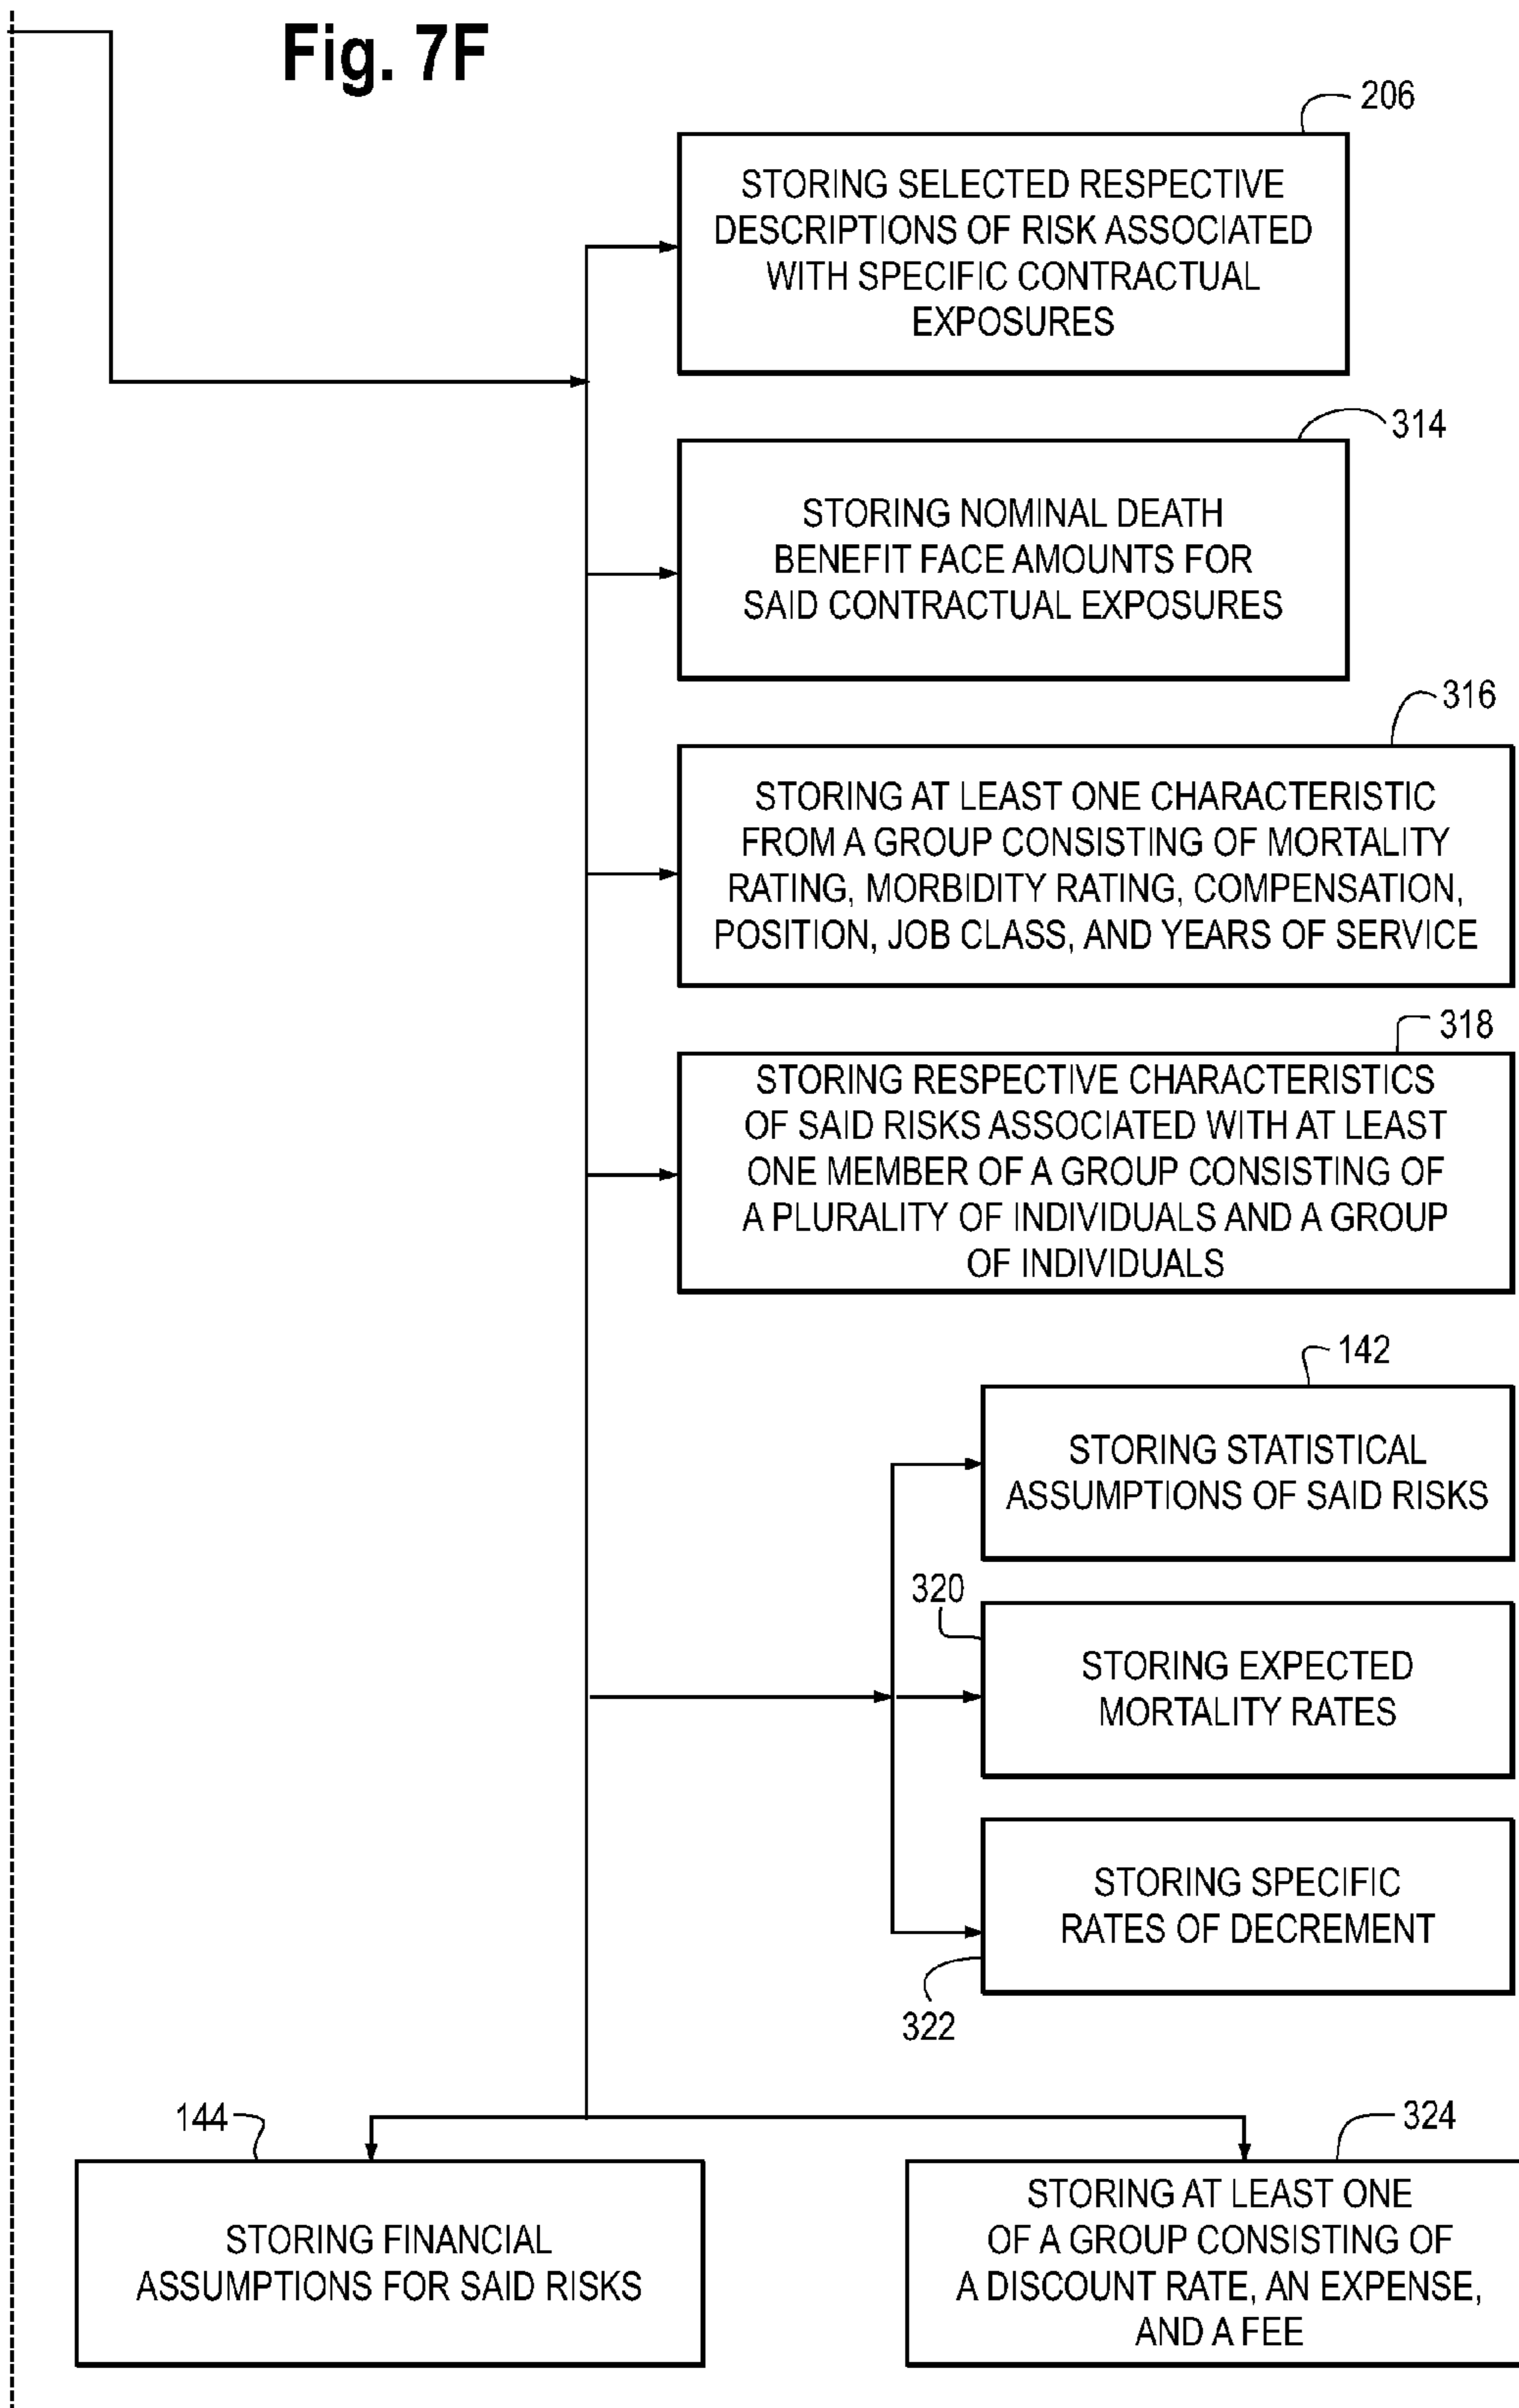 Fig. 7F
206
STORING SELECTED RESPECTIVE
DESCRIPTIONS OF RISK ASSOCIATED
WITH SPECIFIC CONTRACTUAL
EXPOSURES
314
STORING NOMINAL DEATH
BENEFIT FACE AMOUNTS FOR
SAID CONTRACTUAL EXPOSURES
316
STORING AT LEAST ONE CHARACTERISTIC
FROM A GROUP CONSISTING OF MORTALITY
RATING, MORBIDITY RATING, COMPENSATION,
POSITION, JOB CLASS, AND YEARS OF SERVICE
318
STORING RESPECTIVE CHARACTERISTICS
OF SAID RISKS ASSOCIATED WITH AT LEAST
ONE MEMBER OF A GROUP CONSISTING OF
A PLURALITY OF INDIVIDUALS AND A GROUP
OF INDIVIDUALS
142
STORING STATISTICAL
ASSUMPTIONS OF SAID RISKS
320
STORING EXPECTED
MORTALITY RATES
STORING SPECIFIC
RATES OF DECREMENT
322
144
STORING FINANCIAL
ASSUMPTIONS FOR SAID RISKS
324
STORING AT LEAST ONE
OF A GROUP CONSISTING OF
A DISCOUNT RATE, AN EXPENSE,
AND A FEE